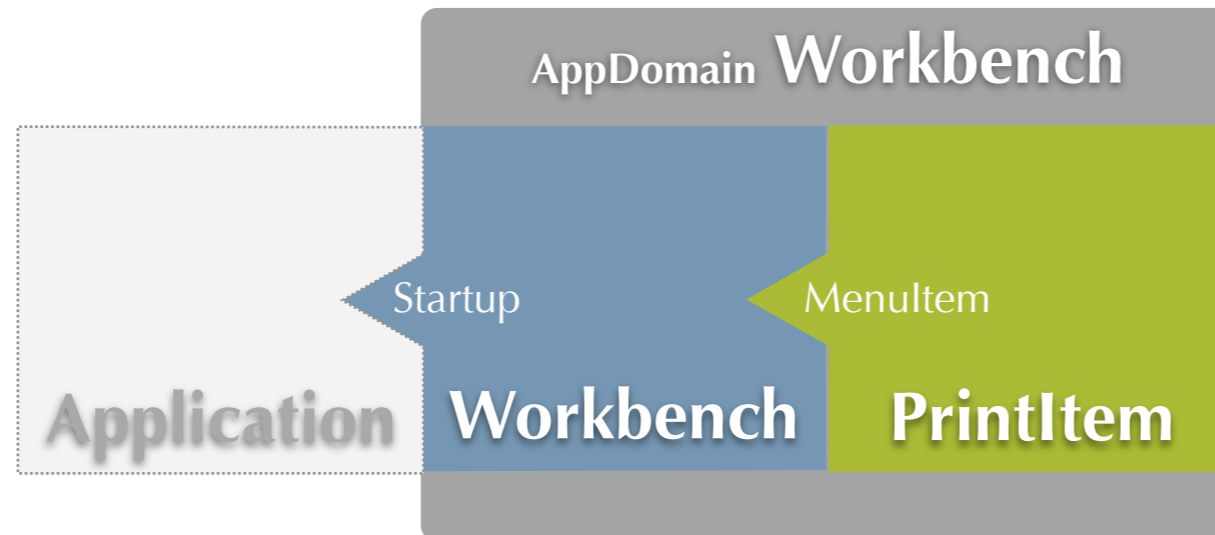 AppDomain Workbench
Startup
MenuItem
Application
Workbench
PrintItem